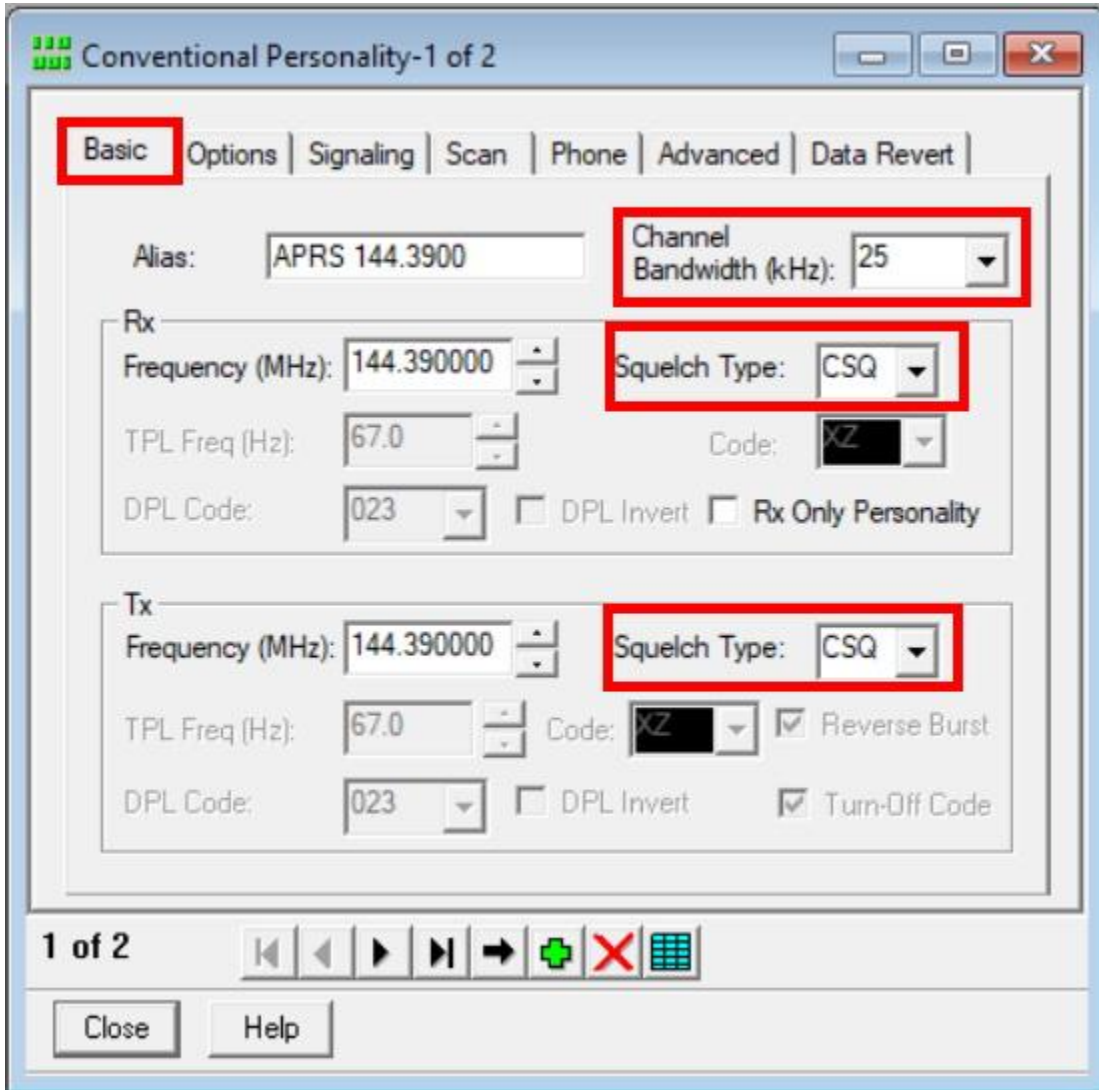 Conventional Personality-1 of 2
Basic Options Signaling Scan Phone Advanced Data Revert
Alias: APRS 144.3900 Channel Bandwidth (kHz): 25
Rx
Frequency (MHz): 144.390000 Squelch Type: CSQ
TPL Freq (Hz): 67.0 Code: XZ
DPL Code: 023 DPL Invert Rx Only Personality
Tx
Frequency (MHz): 144.390000 Squelch Type: CSQ
TPL Freq (Hz): 67.0 Code: XZ Reverse Burst
DPL Code: 023 DPL Invert Turn-Off Code
1 of 2
Close Help